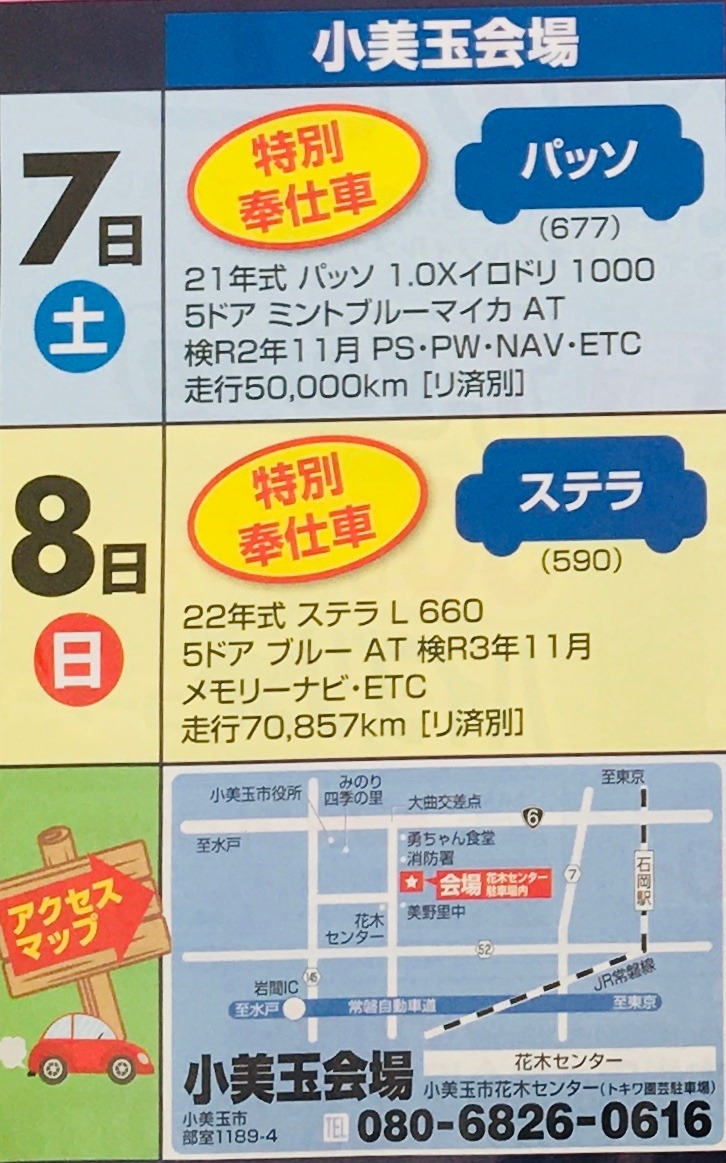 小美玉会場
7日
土
特別
奉仕車
パッソ
(677)
21年式 パッソ 1.0Xイロドリ 1000
5ドア ミントブルーマイカ AT
検R2年11月 PS・PW・NAV・ETC
走行50,000km [リ済別]
8日
日
特別
奉仕車
ステラ
(590)
22年式 ステラ L 660
5ドア ブルー AT 検R3年11月
メモリーナビ・ETC
走行70,857km [リ済別]
アクセス
マップ
小美玉市役所
みのり
四季の里
大曲交差点
至東京
6
至水戸
勇ちゃん食堂
消防署
会場 花木センター
駐車場内
7
石岡駅
花木
センター
美野里中
52
145
岩間IC
JR常磐線
至水戸
常磐自動車道
至東京
花木センター
小美玉会場
小美玉市花木センター(トキワ園芸駐車場)
小美玉市
部室1189-4
TEL 080-6826-0616